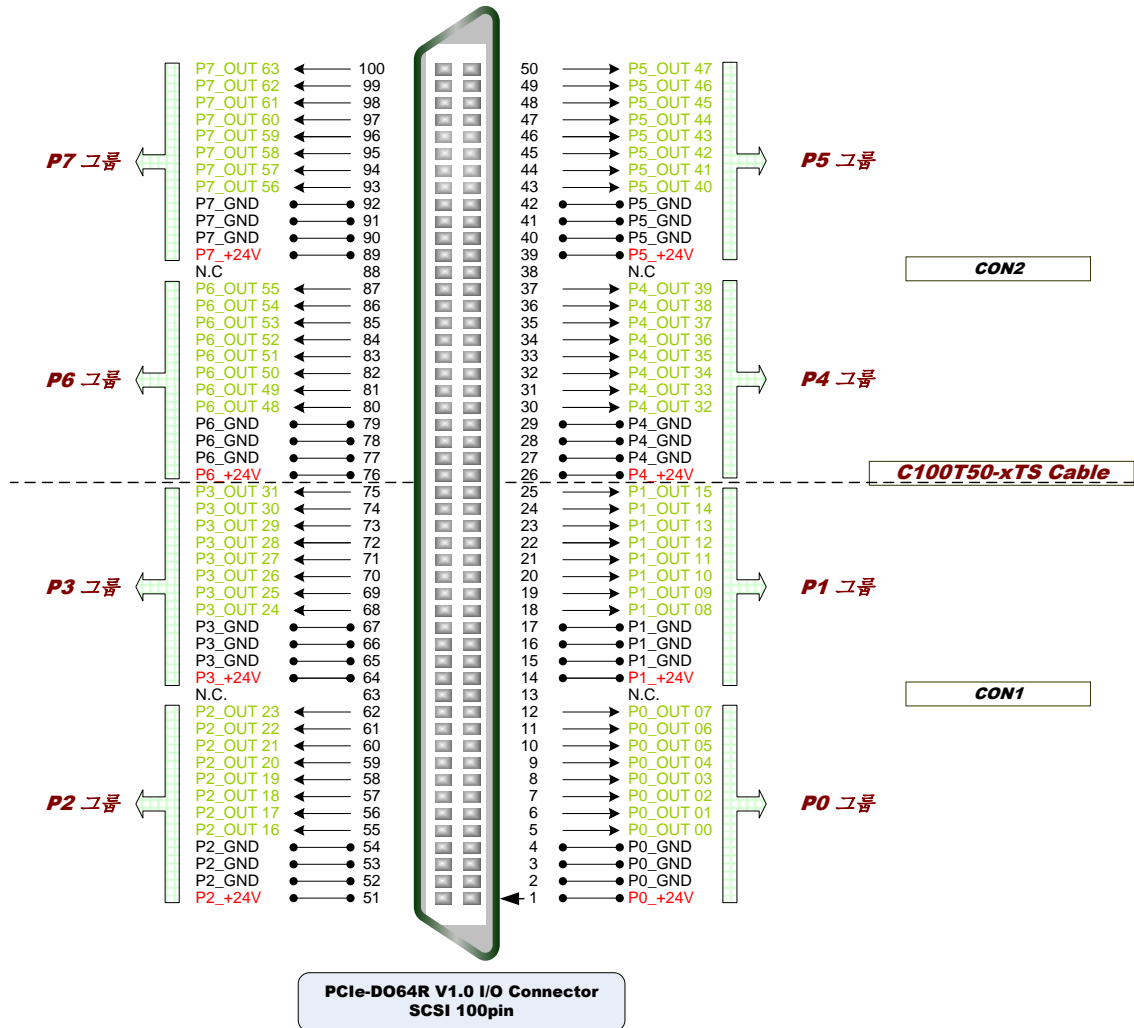 P7_OUT 63 100 50 P5_OUT 47
P7_OUT 62 99 49 P5_OUT 46
P7_OUT 61 98 48 P5_OUT 45
P7_OUT 60 97 47 P5_OUT 44
P7_OUT 59 96 46 P5_OUT 43
P7 그룹 P7_OUT 58 95 45 P5_OUT 42 P5 그룹
P7_OUT 57 94 44 P5_OUT 41
P7_OUT 56 93 43 P5_OUT 40
P7_GND 92 42 P5_GND
P7_GND 91 41 P5_GND
P7_GND 90 40 P5_GND
P7_+24V 89 39 P5_+24V
N.C 88 38 N.C CON2
P6_OUT 55 87 37 P4_OUT 39
P6_OUT 54 86 36 P4_OUT 38
P6_OUT 53 85 35 P4_OUT 37
P6_OUT 52 84 34 P4_OUT 36
P6_OUT 51 83 33 P4_OUT 35
P6 그룹 P6_OUT 50 82 32 P4_OUT 34 P4 그룹
P6_OUT 49 81 31 P4_OUT 33
P6_OUT 48 80 30 P4_OUT 32
P6_GND 79 29 P4_GND
P6_GND 78 28 P4_GND
P6_GND 77 27 P4_GND
P6_+24V 76 26 P4_+24V C100T50-xTS Cable
P3_OUT 31 75 25 P1_OUT 15
P3_OUT 30 74 24 P1_OUT 14
P3_OUT 29 73 23 P1_OUT 13
P3_OUT 28 72 22 P1_OUT 12
P3_OUT 27 71 21 P1_OUT 11
P3 그룹 P3_OUT 26 70 20 P1_OUT 10 P1 그룹
P3_OUT 25 69 19 P1_OUT 09
P3_OUT 24 68 18 P1_OUT 08
P3_GND 67 17 P1_GND
P3_GND 66 16 P1_GND
P3_GND 65 15 P1_GND
P3_+24V 64 14 P1_+24V
N.C. 63 13 N.C. CON1
P2_OUT 23 62 12 P0_OUT 07
P2_OUT 22 61 11 P0_OUT 06
P2_OUT 21 60 10 P0_OUT 05
P2_OUT 20 59 9 P0_OUT 04
P2_OUT 19 58 8 P0_OUT 03
P2 그룹 P2_OUT 18 57 7 P0_OUT 02 P0 그룹
P2_OUT 17 56 6 P0_OUT 01
P2_OUT 16 55 5 P0_OUT 00
P2_GND 54 4 P0_GND
P2_GND 53 3 P0_GND
P2_GND 52 2 P0_GND
P2_+24V 51 1 P0_+24V
PCIe-DO64R V1.0 I/O Connector
SCSI 100pin